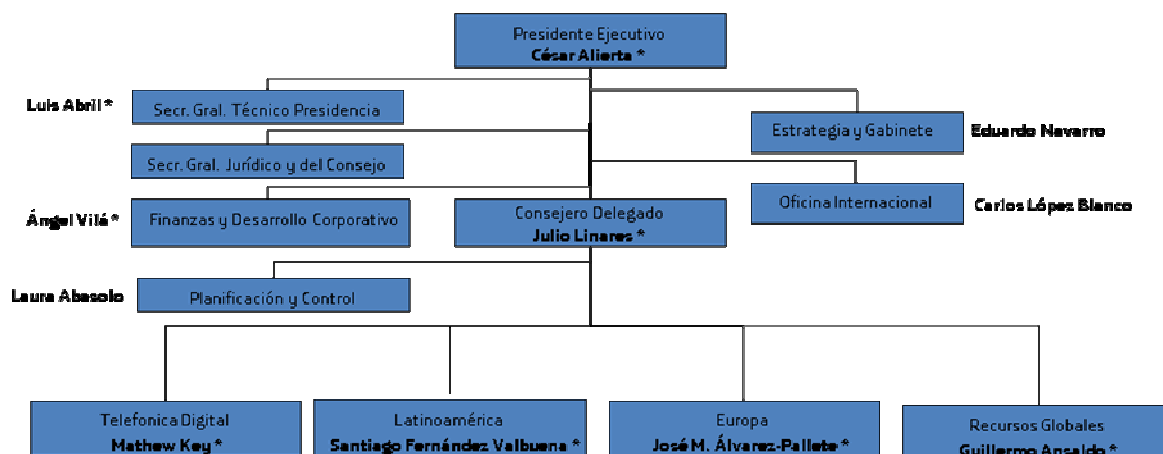 Presidente Ejecutivo
César Alierta *
Luis Abril *
Secr. Gral. Técnico Presidencia
Estrategia y Gabinete
Eduardo Navarro
Secr. Gral. Jurídico y del Consejo
Oficina Internacional
Carlos López Blanco
Ángel Vilá *
Finanzas y Desarrollo Corporativo
Consejero Delegado
Julio Linares *
Laura Abasolo
Planificación y Control
Telefonica Digital
Mathew Key *
Latinoamérica
Santiago Fernández Valbuena *
Europa
José M. Álvarez-Pallete *
Recursos Globales
Guillermo Ansaldo *